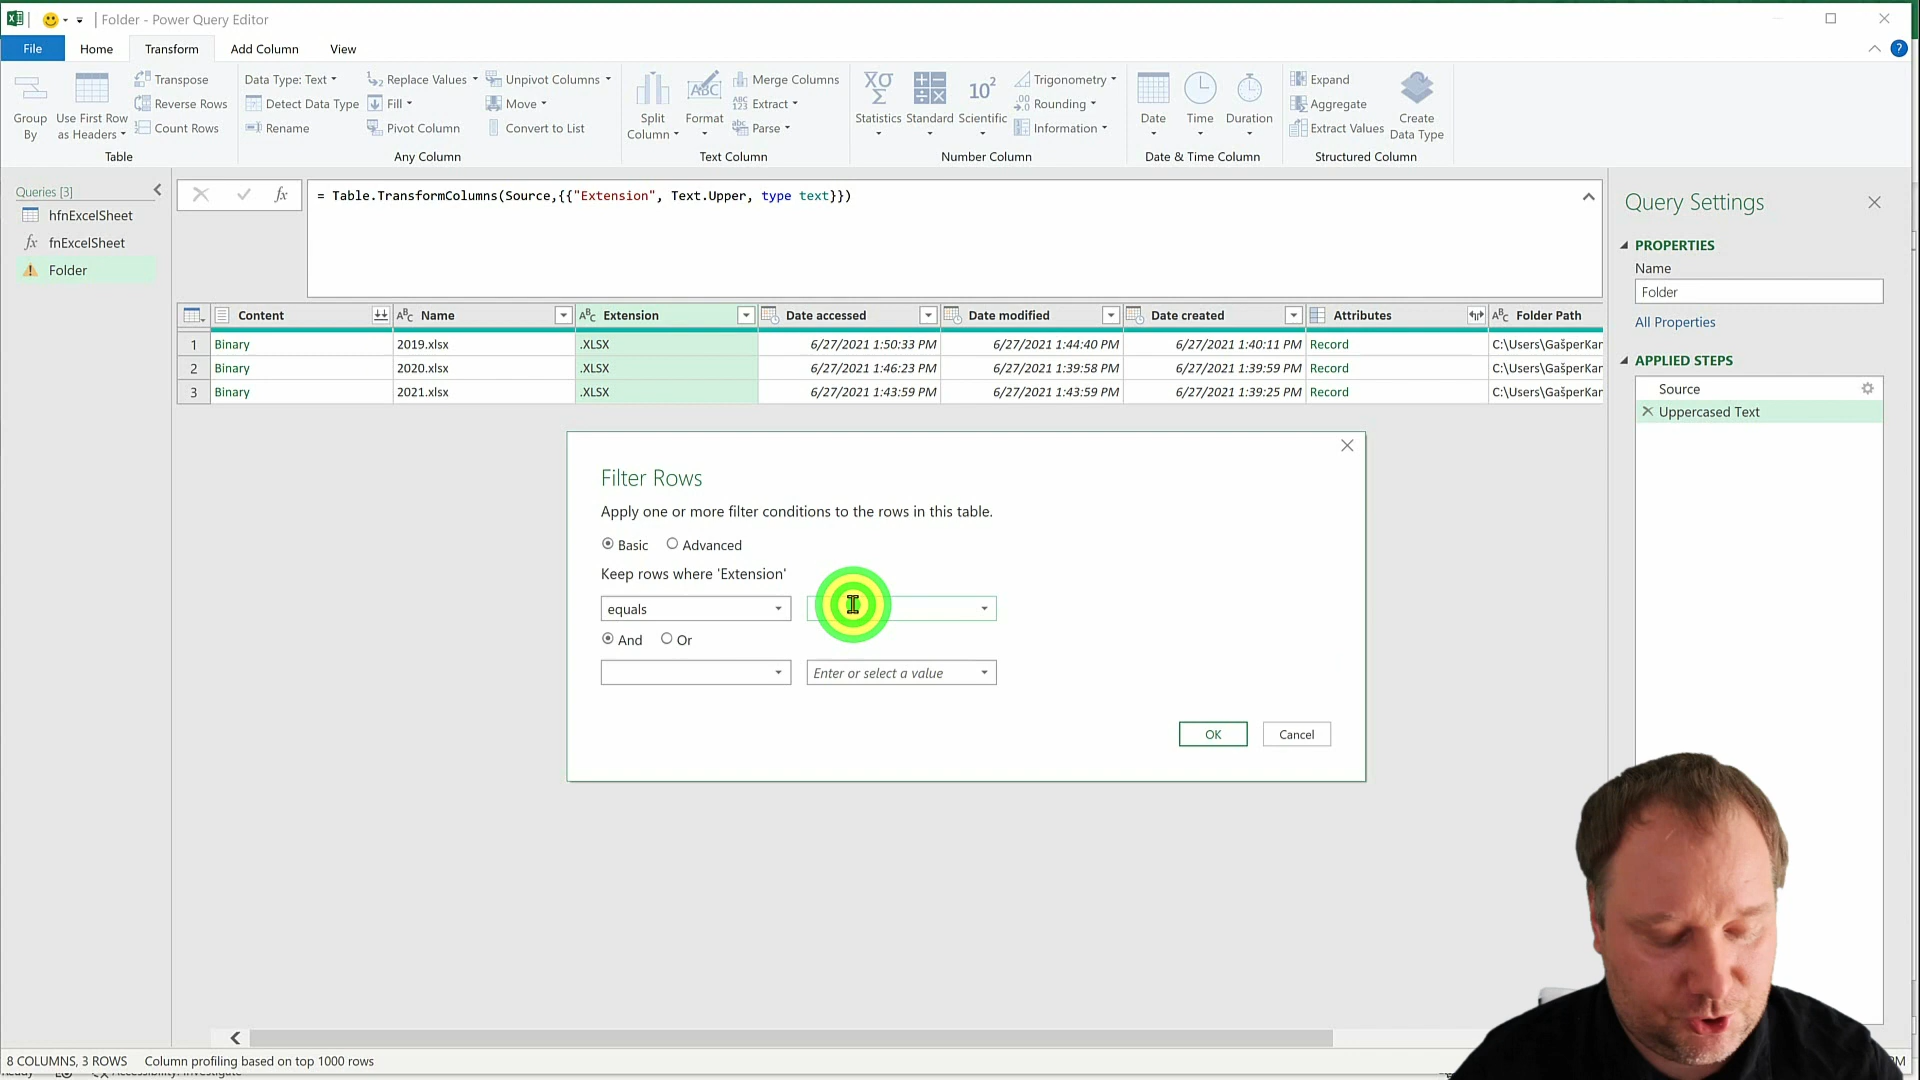 Folder - Power Query Editor
File Home Transform Add Column View
Group By
Use First Row as Headers
Transpose
Reverse Rows
Count Rows
Table
Data Type: Text
Detect Data Type
Rename
Replace Values
Fill
Pivot Column
Unpivot Columns
Move
Convert to List
Any Column
Split Column
Format
Merge Columns
Extract
Parse
Text Column
Statistics
Standard
Scientific
Trigonometry
Rounding
Information
Number Column
Date
Time
Duration
Date & Time Column
Expand
Aggregate
Extract Values
Create Data Type
Structured Column
Queries [3]
hfnExcelSheet
fnExcelSheet
Folder
= Table.TransformColumns(Source,{{"Extension", Text.Upper, type text}})
Content Name Extension Date accessed Date modified Date created Attributes Folder Path
1 Binary 2019.xlsx .XLSX 6/27/2021 1:50:33 PM 6/27/2021 1:44:40 PM 6/27/2021 1:40:11 PM Record C:\Users\GašperKar
2 Binary 2020.xlsx .XLSX 6/27/2021 1:46:23 PM 6/27/2021 1:39:58 PM 6/27/2021 1:39:59 PM Record C:\Users\GašperKar
3 Binary 2021.xlsx .XLSX 6/27/2021 1:43:59 PM 6/27/2021 1:43:59 PM 6/27/2021 1:39:25 PM Record C:\Users\GašperKar
Filter Rows
Apply one or more filter conditions to the rows in this table.
Basic Advanced
Keep rows where 'Extension'
equals
And Or
Enter or select a value
OK Cancel
Query Settings
PROPERTIES
Name
Folder
All Properties
APPLIED STEPS
Source
Uppercased Text
8 COLUMNS, 3 ROWS Column profiling based on top 1000 rows